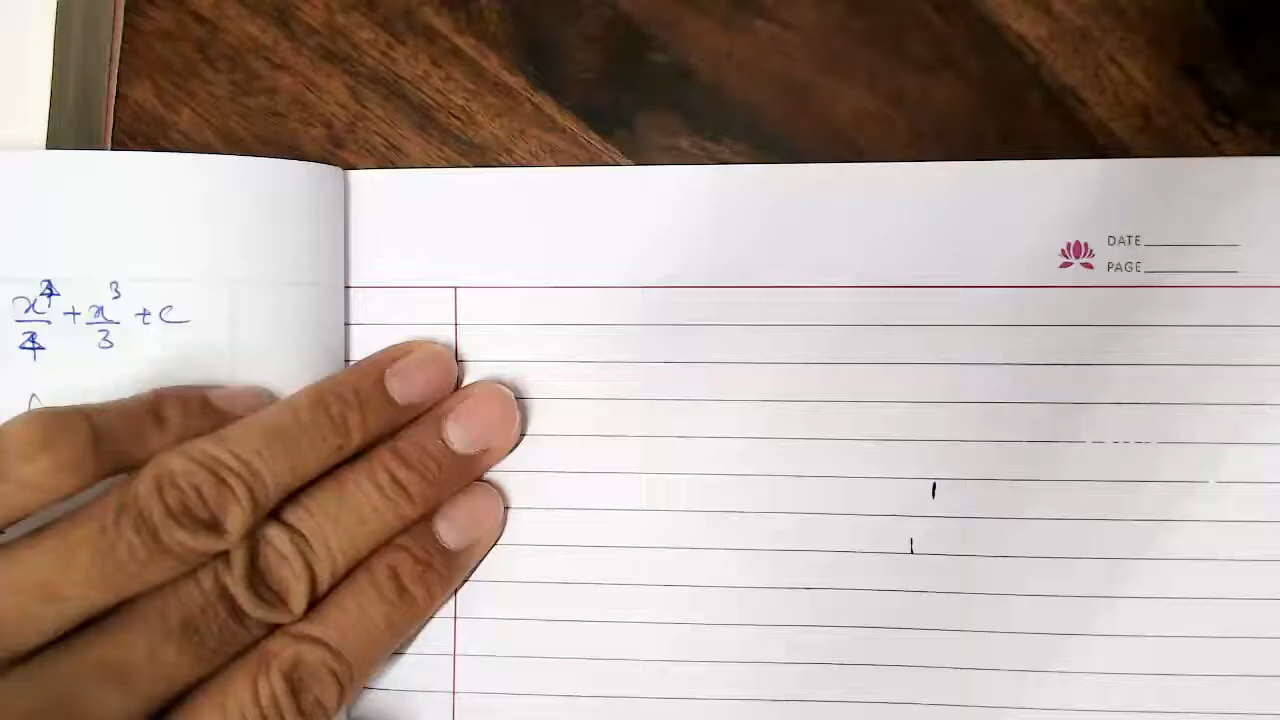 DATE
PAGE
x⁴/4 + x³/3 + c